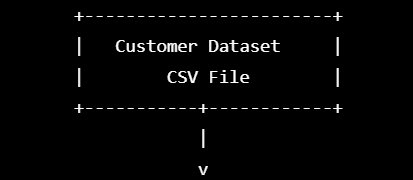 +------------------------+
|   Customer Dataset     |
|        CSV File        |
+-----------+------------+
|
v